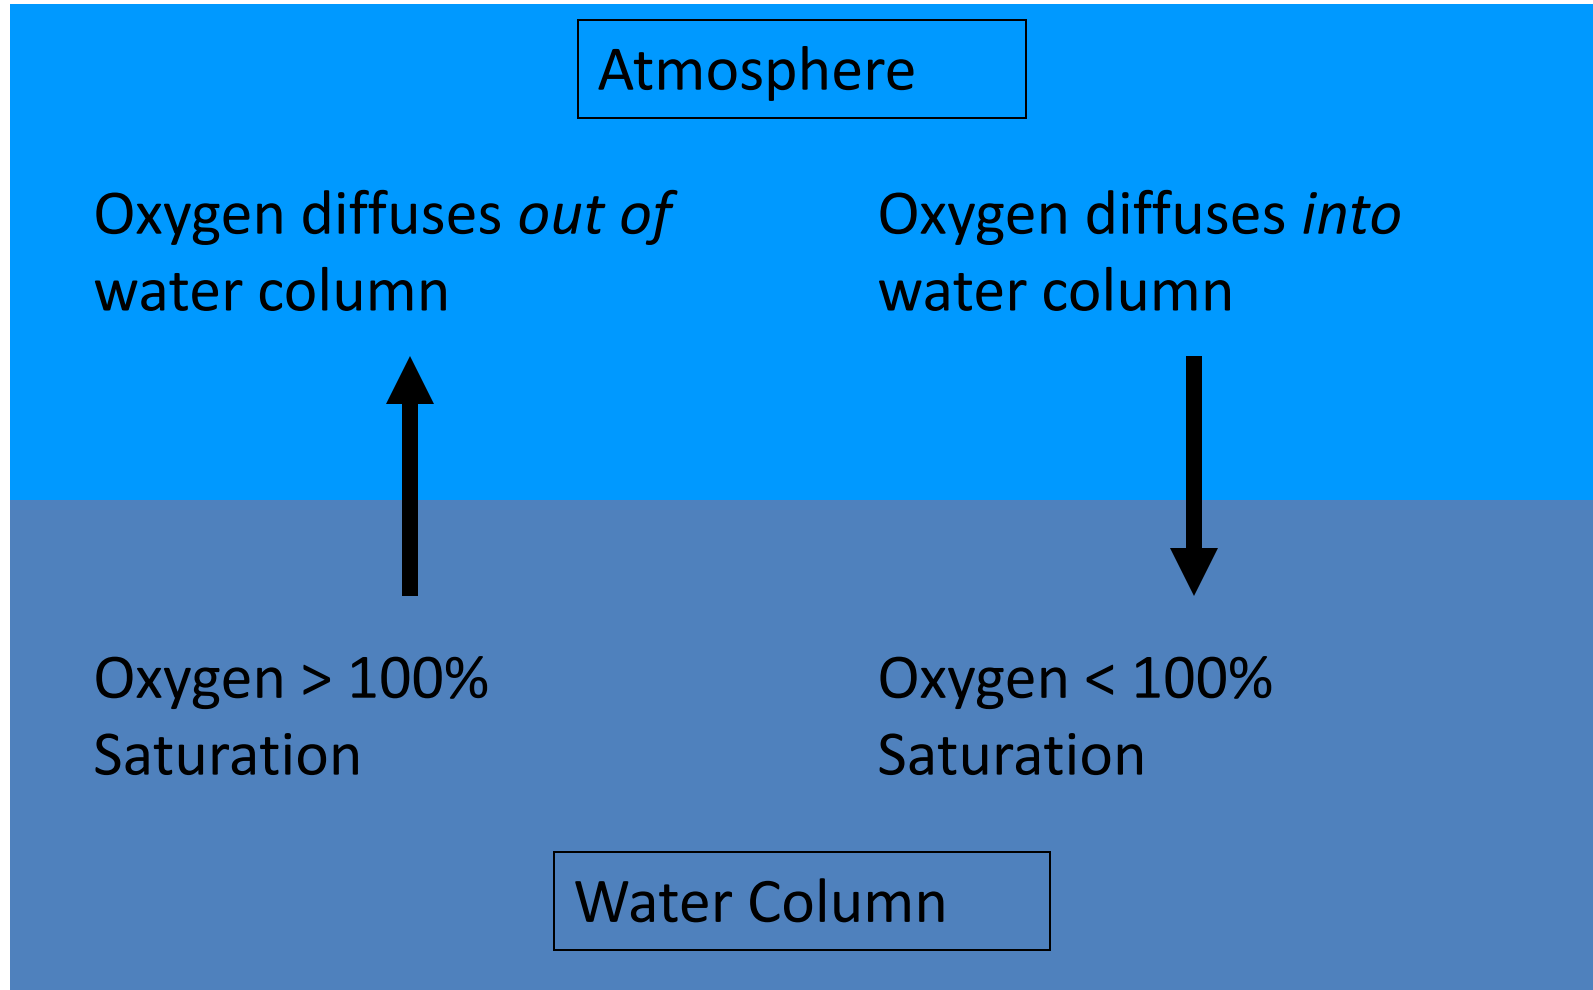 Atmosphere
Oxygen diffuses out of
water column
Oxygen diffuses into
water column
Oxygen > 100%
Saturation
Oxygen < 100%
Saturation
Water Column